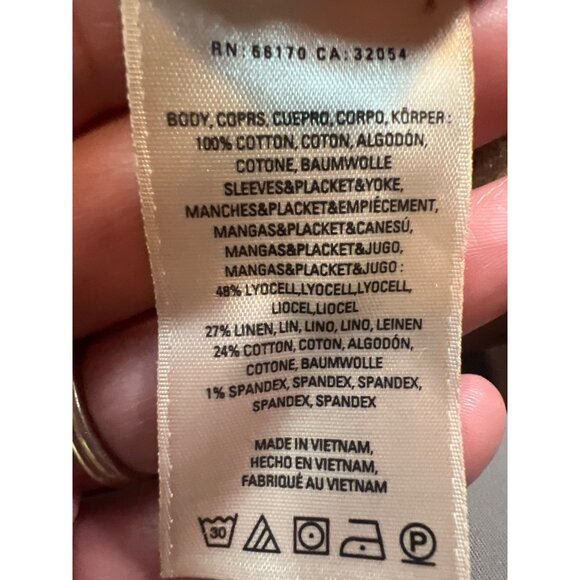 RN: 66170 CA: 32054
BODY, COPRS, CUEPRO, CORPO, KÖRPER :
100% COTTON, COTON, ALGODÓN,
COTONE, BAUMWOLLE
SLEEVES&PLACKET&YOKE,
MANCHES&PLACKET&EMPIÈCEMENT,
MANGAS&PLACKET&CANESÚ,
MANGAS&PLACKET&JUGO,
MANGAS&PLACKET&JUGO :
48% LYOCELL,LYOCELL,LYOCELL,
LIOCEL,LIOCEL
27% LINEN, LIN, LINO, LINO, LEINEN
24% COTTON, COTON, ALGODÓN,
COTONE, BAUMWOLLE
1% SPANDEX, SPANDEX, SPANDEX,
SPANDEX, SPANDEX
MADE IN VIETNAM,
HECHO EN VIETNAM,
FABRIQUÉ AU VIETNAM
30 P